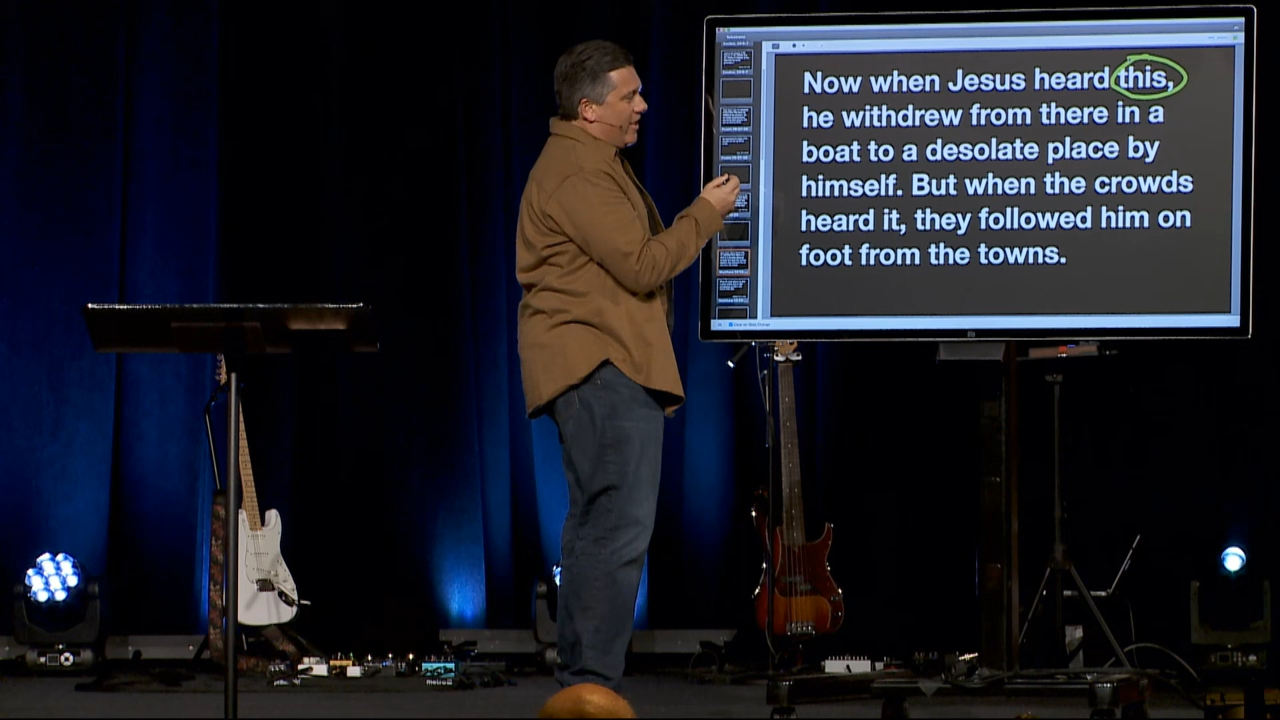 Now when Jesus heard this,
he withdrew from there in a
boat to a desolate place by
himself. But when the crowds
heard it, they followed him on
foot from the towns.